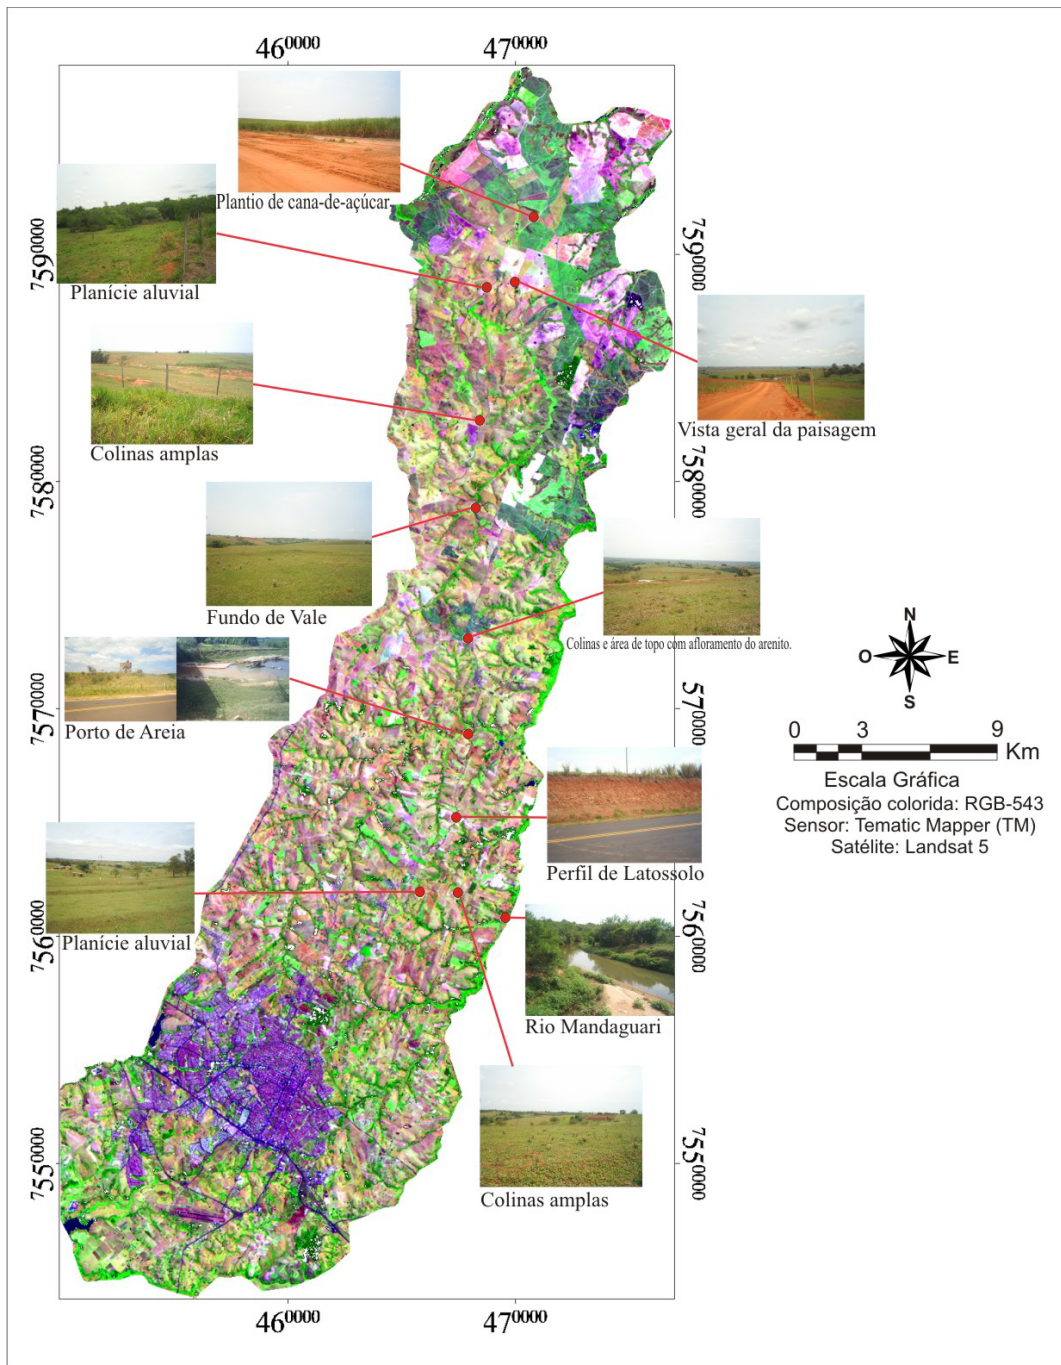 460000
470000
Plantio de cana-de-açúcar
7590000
7590000
Planície aluvial
Colinas amplas
Vista geral da paisagem
7580000
7580000
Fundo de Vale
Colinas e área de topo com afloramento do arenito.
N
O
E
S
Porto de Areia
7570000
7570000
0 3 9
Km
Escala Gráfica
Composição colorida: RGB-543
Sensor: Tematic Mapper (TM)
Satélite: Landsat 5
Perfil de Latossolo
Planície aluvial
7560000
7560000
Rio Mandaguari
7550000
7550000
Colinas amplas
460000
470000